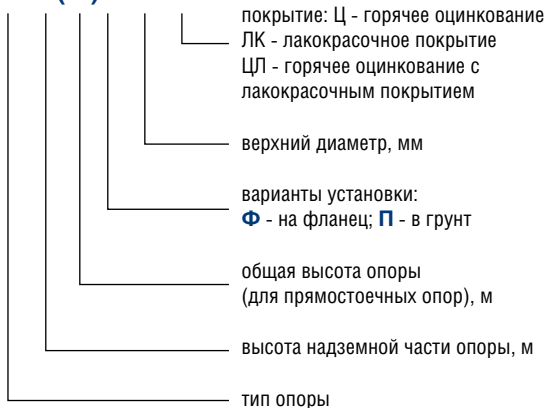 покрытие: Ц - горячее оцинкование
ЛК - лакокрасочное покрытие
ЦЛ - горячее оцинкование с
лакокрасочным покрытием
верхний диаметр, мм
варианты установки:
Ф - на фланец; П - в грунт
общая высота опоры
(для прямостоечных опор), м
высота надземной части опоры, м
тип опоры